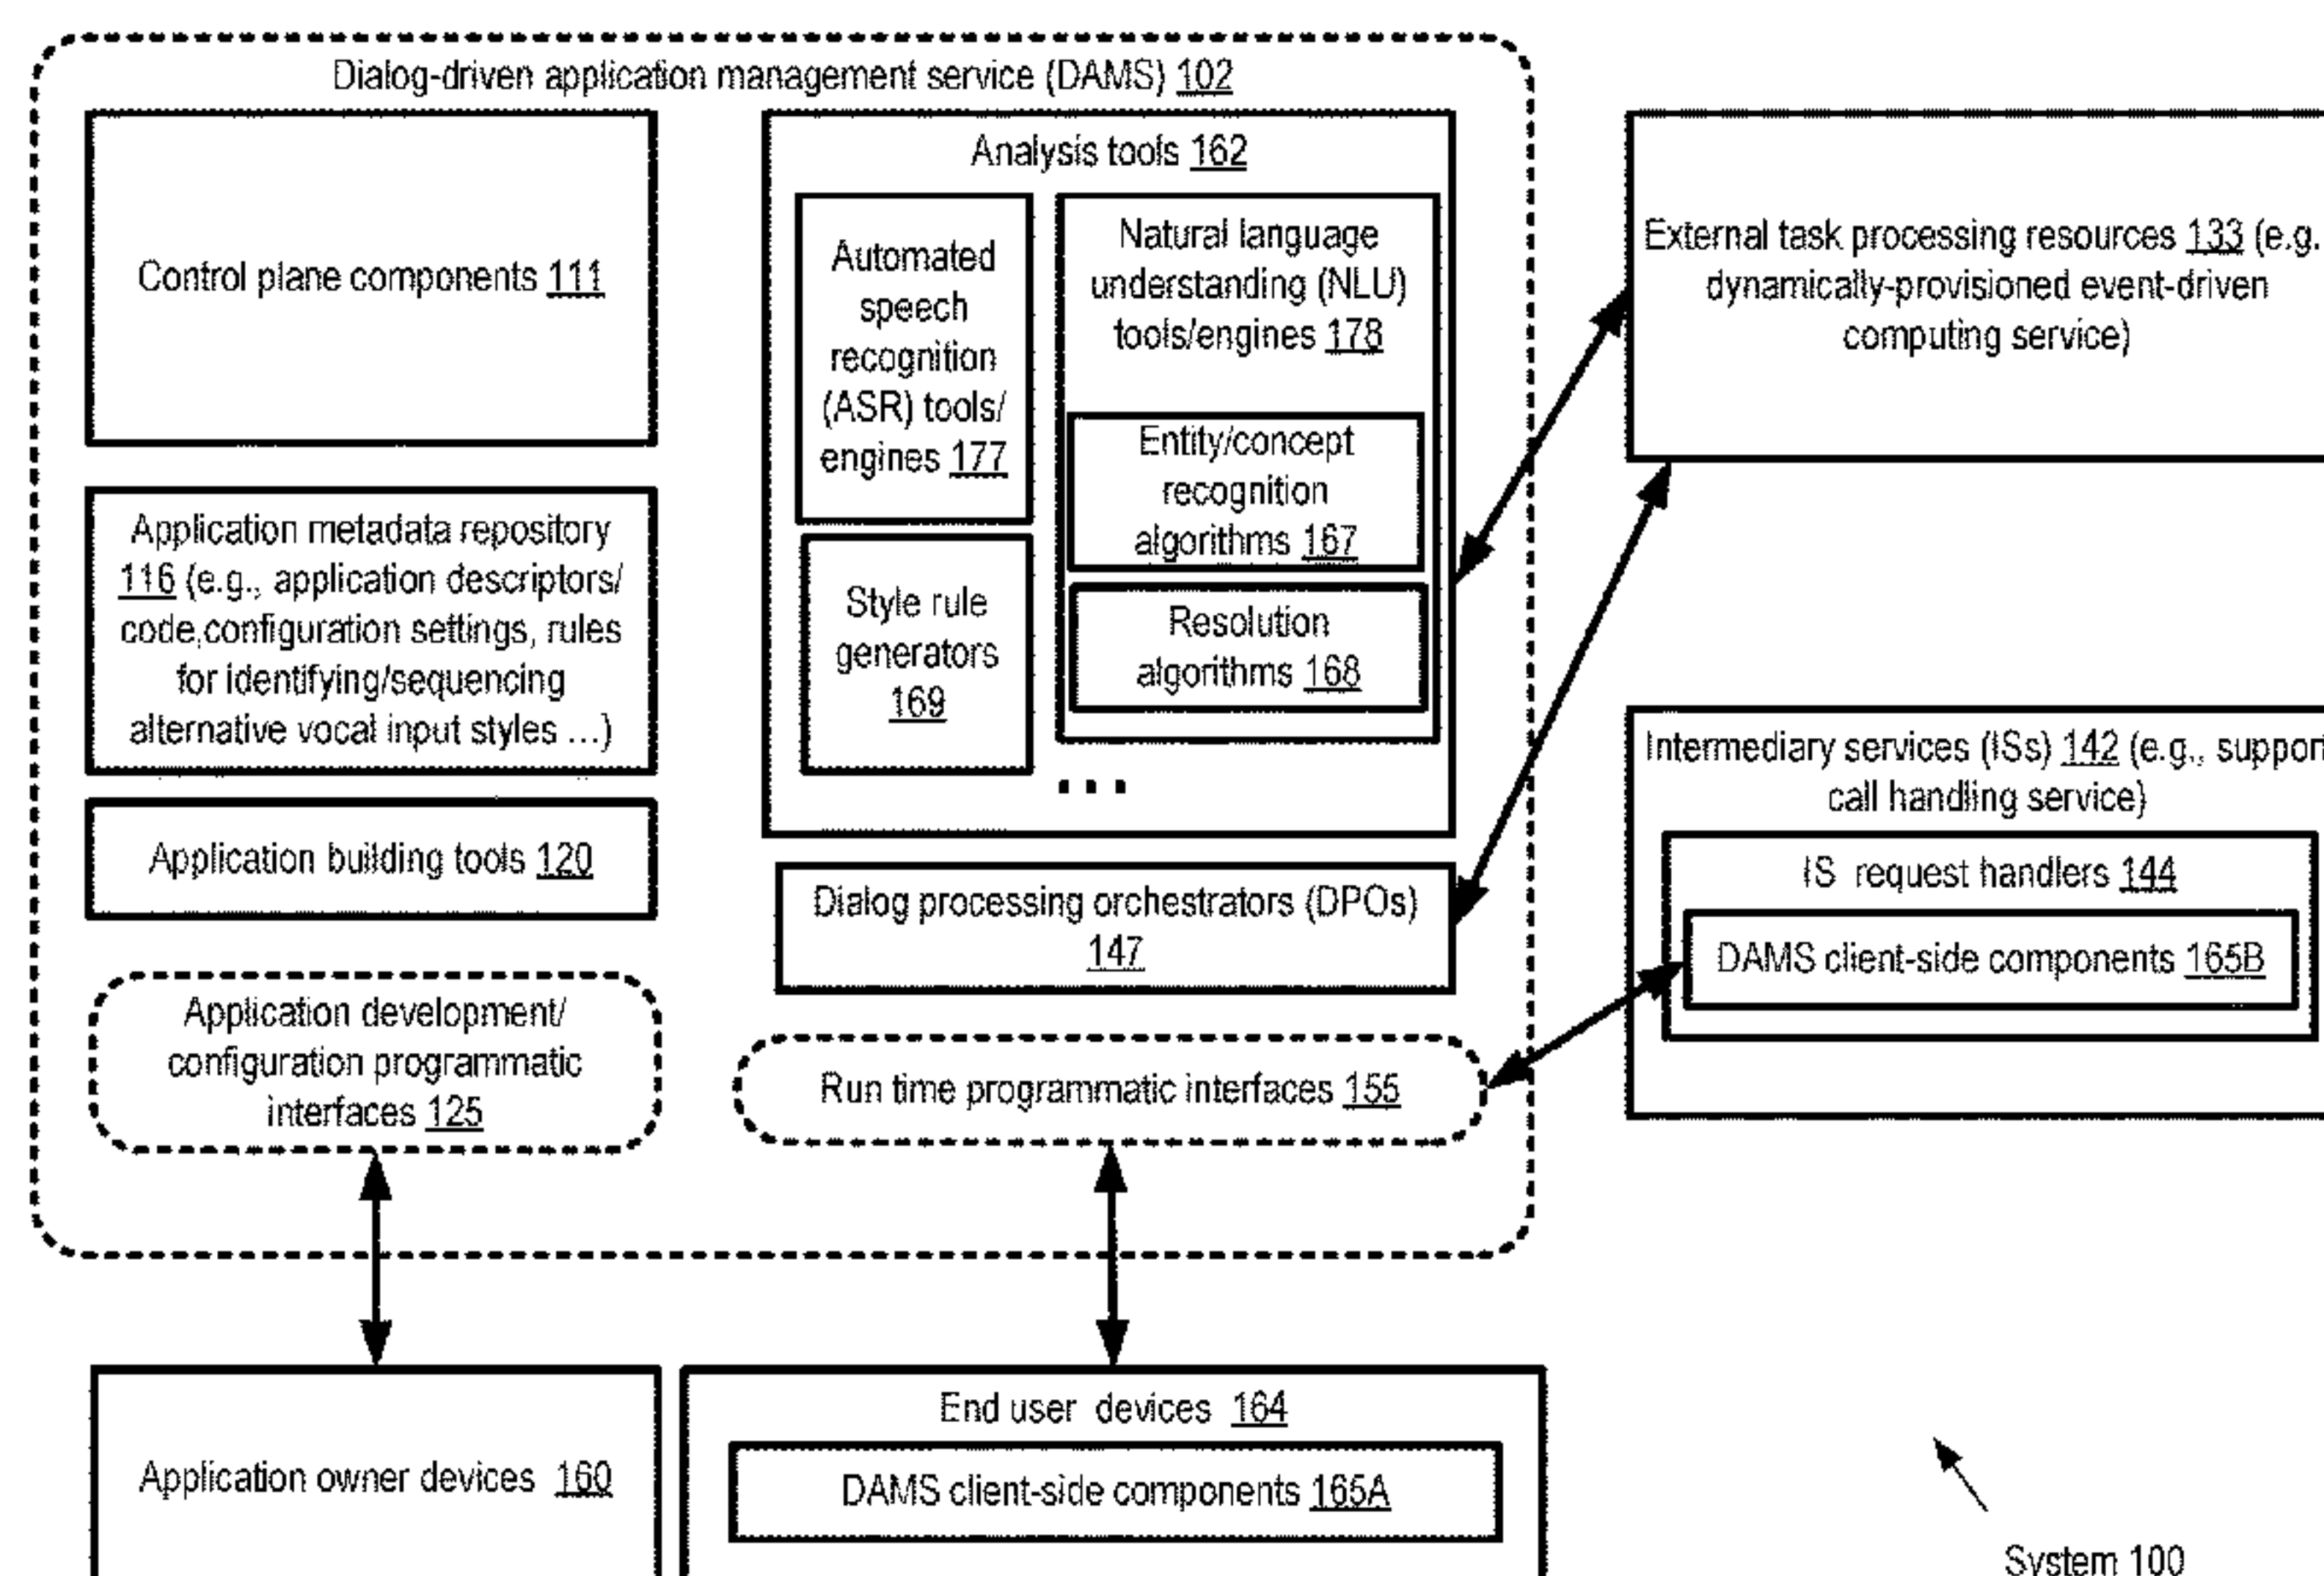 Dialog-driven application management service (DAMS) 102
Control plane components 111
Application metadata repository
116 (e.g., application descriptors/
code,configuration settings, rules
for identifying/sequencing
alternative vocal input styles ...)
Application building tools 120
Application development/
configuration programmatic
interfaces 125
Analysis tools 162
Automated
speech
recognition
(ASR) tools/
engines 177
Natural language
understanding (NLU)
tools/engines 178
Entity/concept
recognition
algorithms 167
Resolution
algorithms 168
Style rule
generators
169
...
Dialog processing orchestrators (DPOs)
147
Run time programmatic interfaces 155
External task processing resources 133 (e.g.
dynamically-provisioned event-driven
computing service)
Intermediary services (ISs) 142 (e.g., support
call handling service)
IS request handlers 144
DAMS client-side components 165B
Application owner devices 160
End user devices 164
DAMS client-side components 165A
System 100